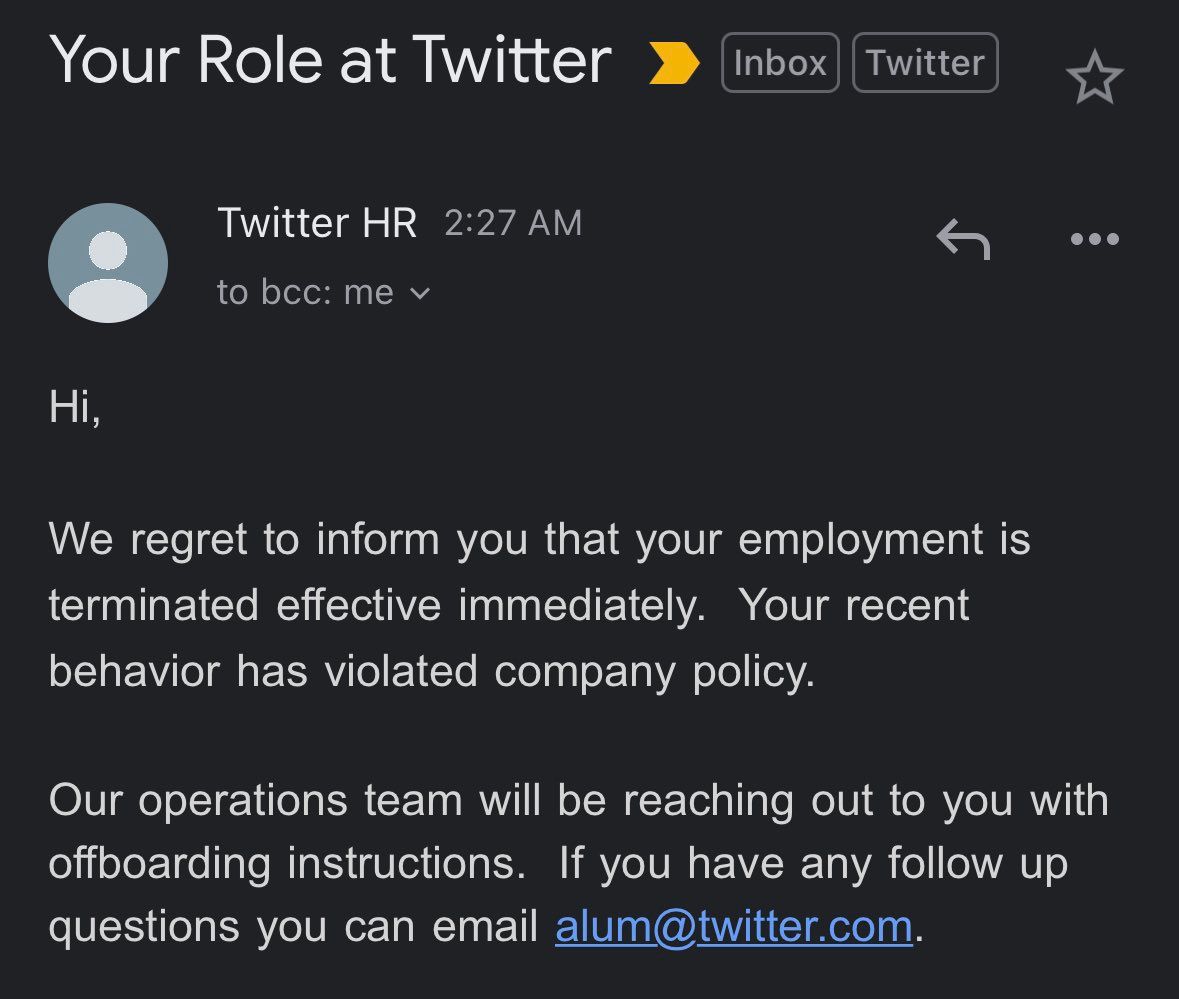 Your Role at Twitter Inbox Twitter
Twitter HR 2:27 AM
to bcc: me
Hi,
We regret to inform you that your employment is
terminated effective immediately.  Your recent
behavior has violated company policy.
Our operations team will be reaching out to you with
offboarding instructions.  If you have any follow up
questions you can email alum@twitter.com.